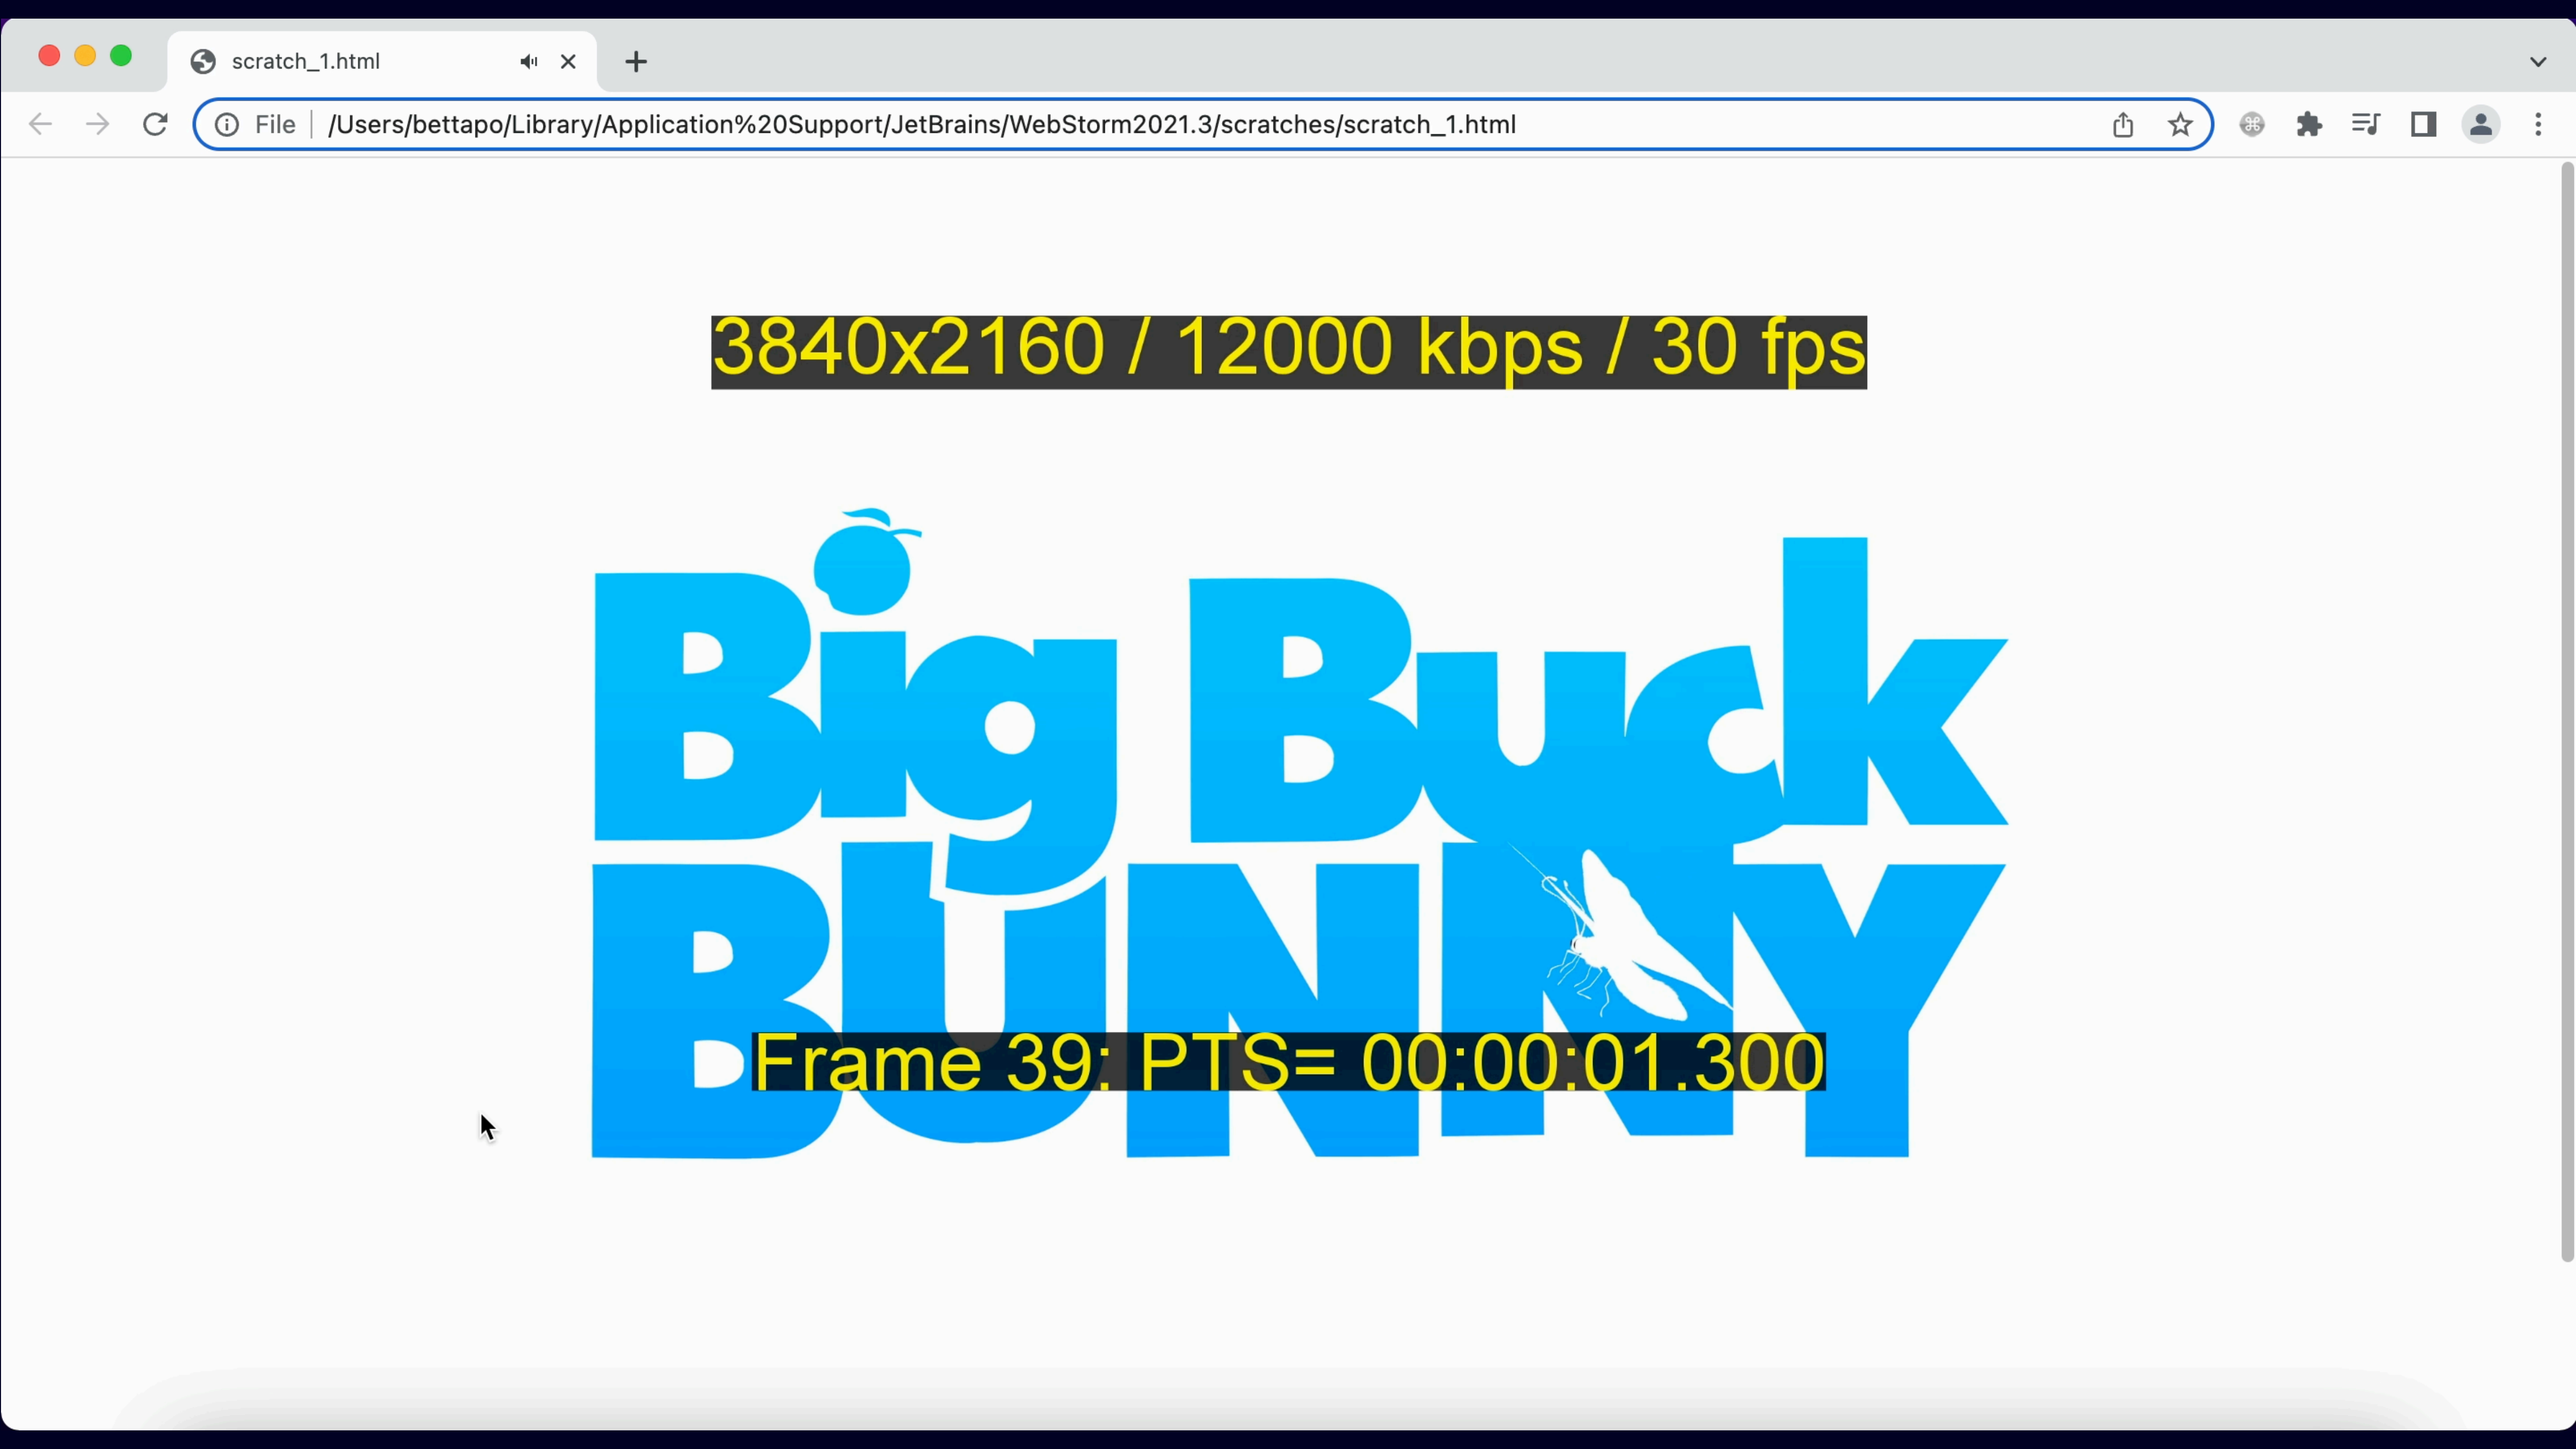 scratch_1.html
File /Users/bettapo/Library/Application%20Support/JetBrains/WebStorm2021.3/scratches/scratch_1.html
3840x2160 / 12000 kbps / 30 fps
Big Buck
BUNNY
Frame 39: PTS= 00:00:01.300